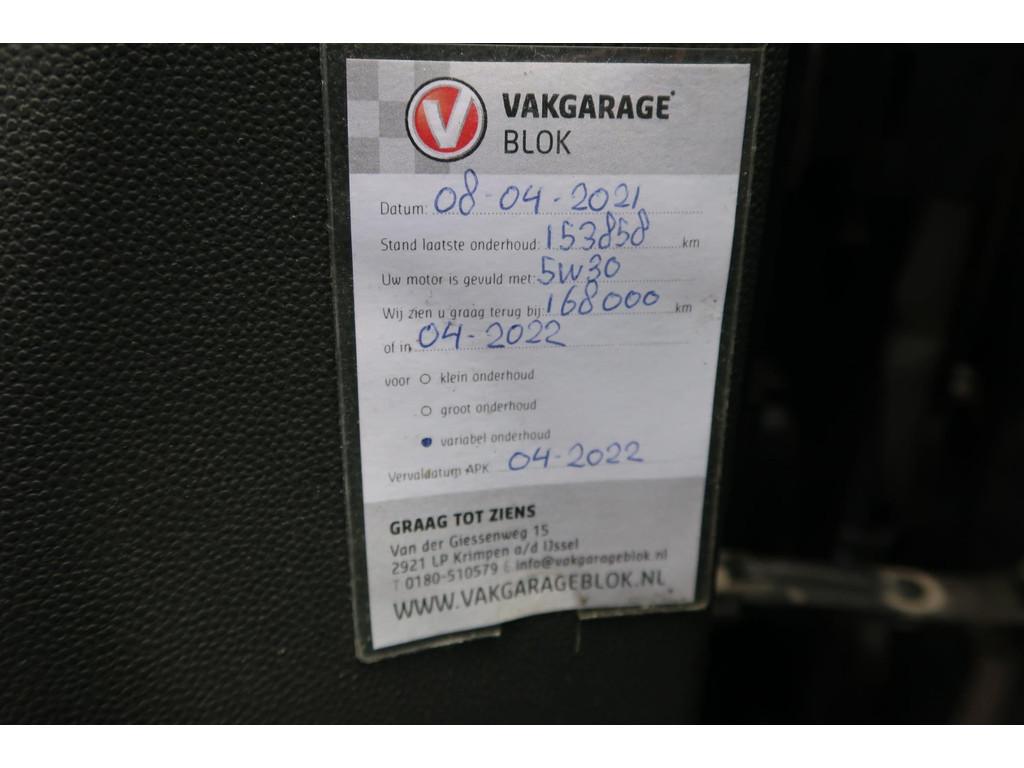 V VAKGARAGE
BLOK
Datum: 08-04-2021
Stand laatste onderhoud: 153858 km
Uw motor is gevuld met: 5W30
Wij zien u graag terug bij: 168000 km
of in 04-2022
voor O klein onderhoud
O groot onderhoud
● variabel onderhoud
Vervaldatum APK 04-2022
GRAAG TOT ZIENS
Van der Giessenweg 15
2921 LP Krimpen a/d IJssel
T 0180-510579 E info@vakgarageblok.nl
WWW.VAKGARAGEBLOK.NL